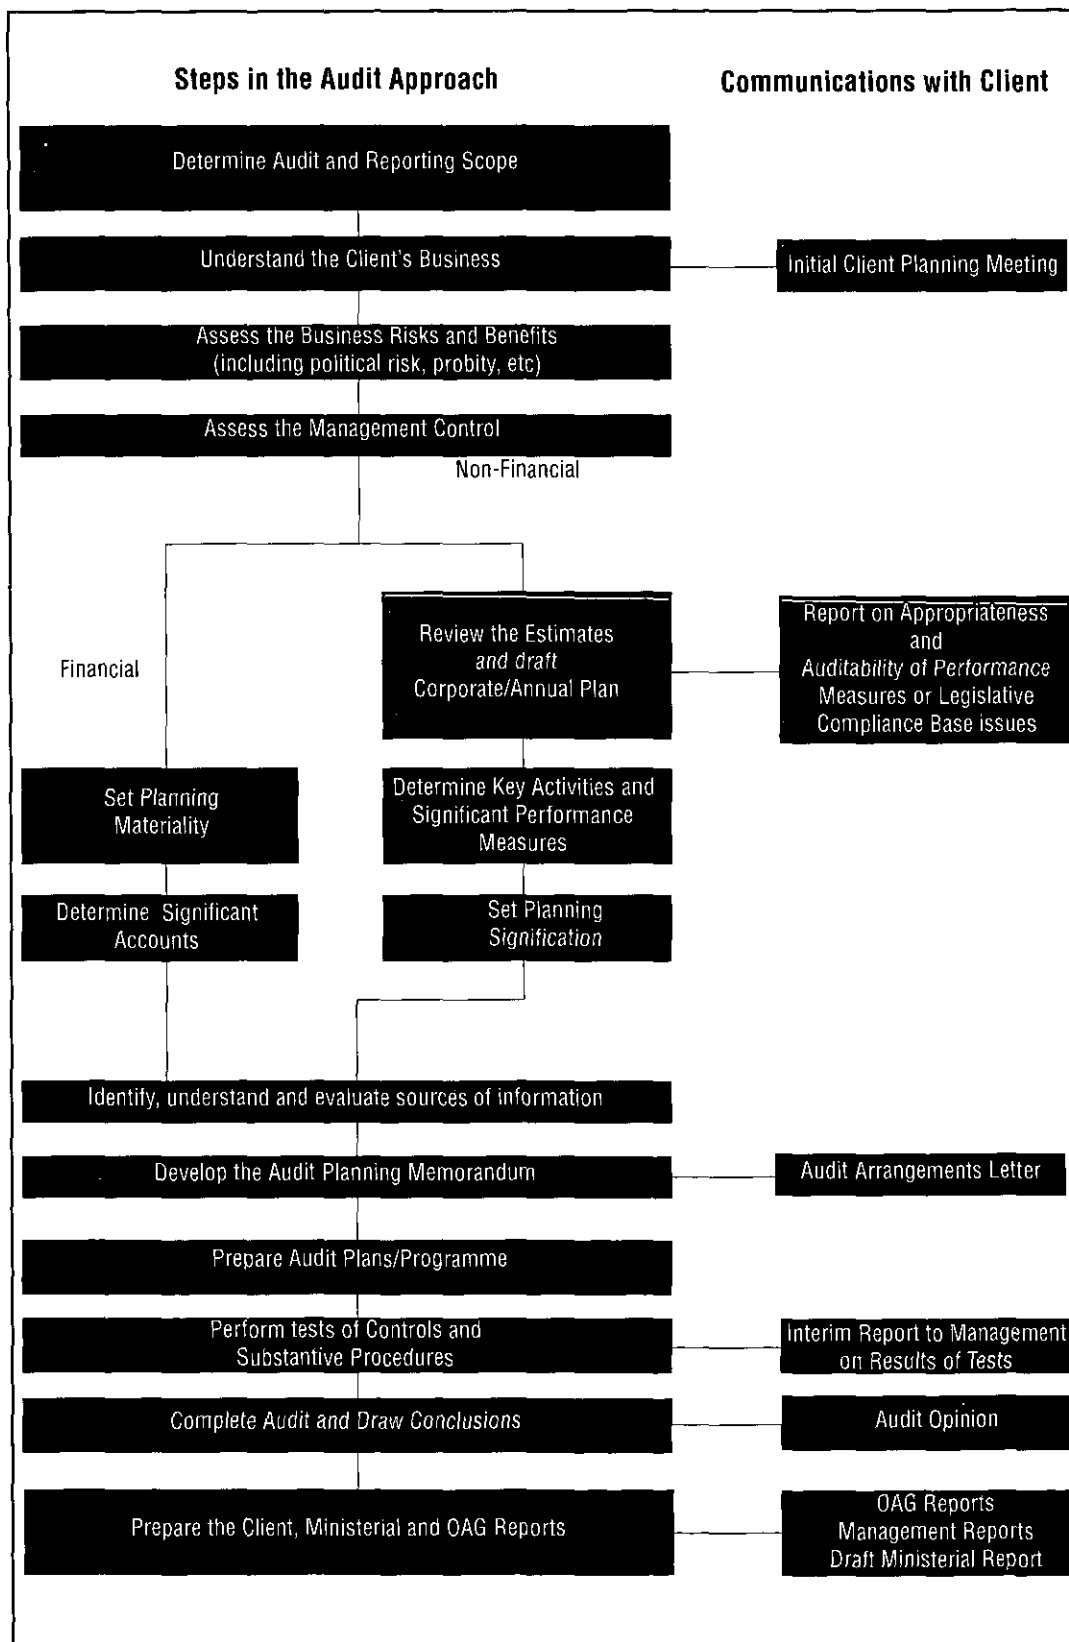 Steps in the Audit Approach
Communications with Client
Determine Audit and Reporting Scope
Understand the Client's Business
Initial Client Planning Meeting
Assess the Business Risks and Benefits
(including political risk, probity, etc)
Assess the Management Control
Non-Financial
Financial
Review the Estimates
and draft
Corporate/Annual Plan
Report on Appropriateness
and
Auditability of Performance
Measures or Legislative
Compliance Base issues
Set Planning
Materiality
Determine Key Activities and
Significant Performance
Measures
Determine Significant
Accounts
Set Planning
Signification
Identify, understand and evaluate sources of information
Develop the Audit Planning Memorandum
Audit Arrangements Letter
Prepare Audit Plans/Programme
Perform tests of Controls and
Substantive Procedures
Interim Report to Management
on Results of Tests
Complete Audit and Draw Conclusions
Audit Opinion
Prepare the Client, Ministerial and OAG Reports
OAG Reports
Management Reports
Draft Ministerial Report